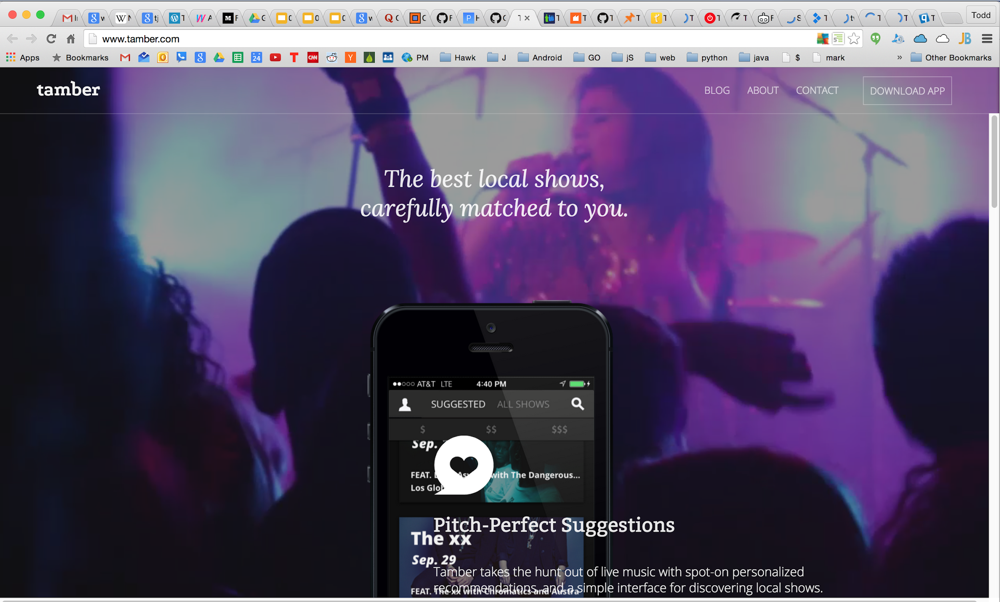 Todd
www.tamber.com
Apps Bookmarks 24 CNN Y PM Hawk J Android GO jS web python java $ mark » Other Bookmarks
tamber
BLOG ABOUT CONTACT DOWNLOAD APP
The best local shows,
carefully matched to you.
AT&T LTE 4:40 PM
SUGGESTED ALL SHOWS
$ $$ $$$
Sep.
FEAT. with The Dangerous...
Los
Pitch-Perfect Suggestions
The xx
Sep. 29
Tamber takes the hunt out of live music with spot-on personalized
recommendations, and a simple interface for discovering local shows.
FEAT. The xx with Chromatics and Austra